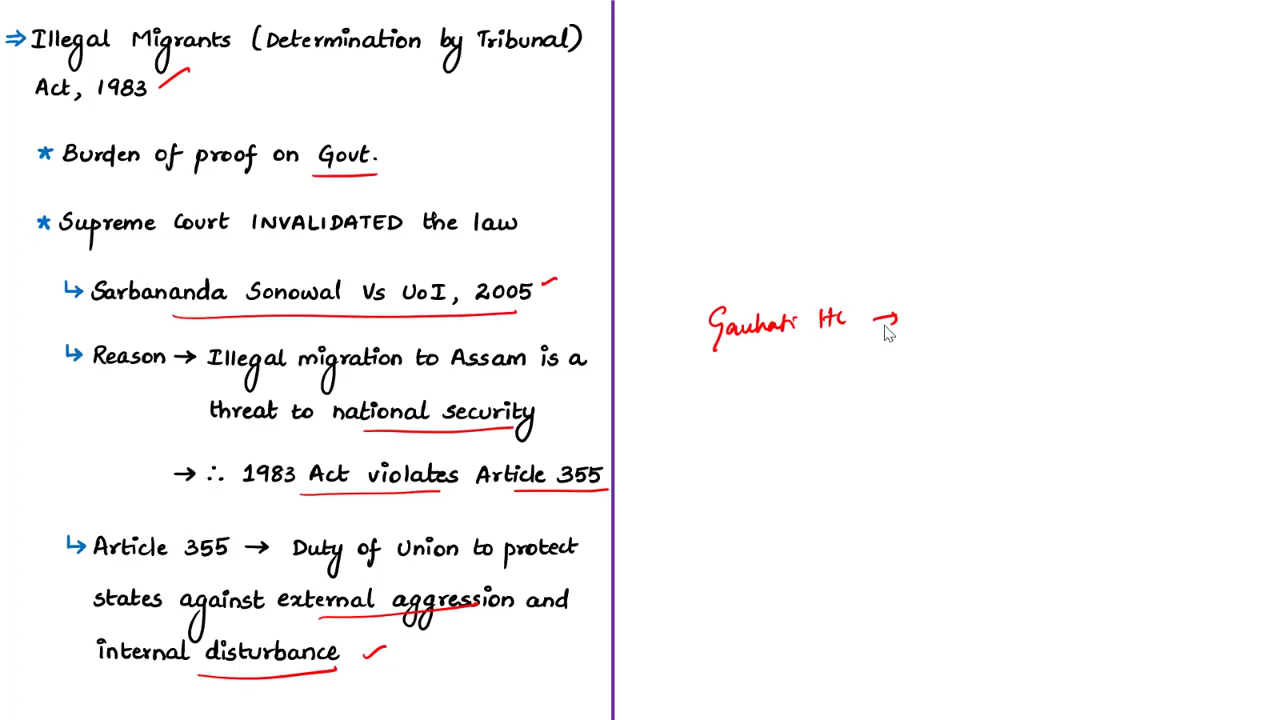 ⇒ Illegal Migrants (Determination by Tribunal)
Act, 1983 ✓
* Burden of proof on Govt.
* Supreme Court INVALIDATED the law
↳ Sarbananda Sonowal Vs UoI, 2005 ✓
↳ Reason → Illegal migration to Assam is a
threat to national security
→ ∴ 1983 Act violates Article 355
↳ Article 355 → Duty of Union to protect
states against external aggression and
internal disturbance ✓
Gauhati HC →